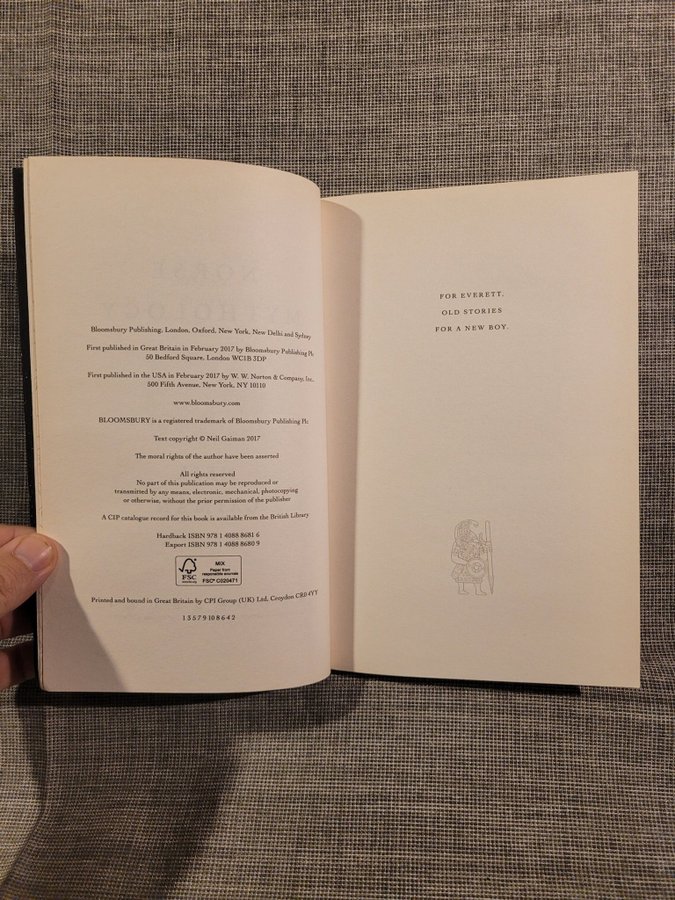 Bloomsbury Publishing, London, Oxford, New York, New Delhi and Sydney
First published in Great Britain in February 2017 by Bloomsbury Publishing Plc
50 Bedford Square, London WC1B 3DP
First published in the USA in February 2017 by W. W. Norton & Company, Inc.
500 Fifth Avenue, New York, NY 10110
www.bloomsbury.com
BLOOMSBURY is a registered trademark of Bloomsbury Publishing Plc
Text copyright © Neil Gaiman 2017
The moral rights of the author have been asserted
All rights reserved
No part of this publication may be reproduced or
transmitted by any means, electronic, mechanical, photocopying
or otherwise, without the prior permission of the publisher
A CIP catalogue record for this book is available from the British Library
Hardback ISBN 978 1 4088 8681 6
Export ISBN 978 1 4088 8680 9
FSC
MIX
Paper from
responsible sources
FSC® C020471
Printed and bound in Great Britain by CPI Group (UK) Ltd, Croydon CR0 4YY
1 3 5 7 9 10 8 6 4 2
FOR EVERETT,
OLD STORIES
FOR A NEW BOY.